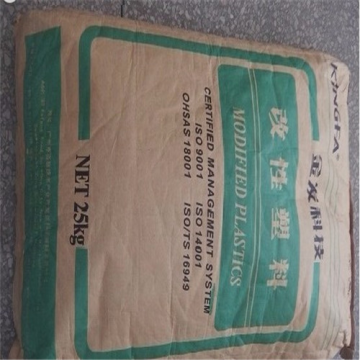 KINGFA®
金发科技
改性塑料
MODIFIED PLASTICS
CERTIFIED MANAGEMENT SYSTEM
ISO 9001 ISO 14001
OHSAS 18001 ISO/TS 16949
NET 25kg